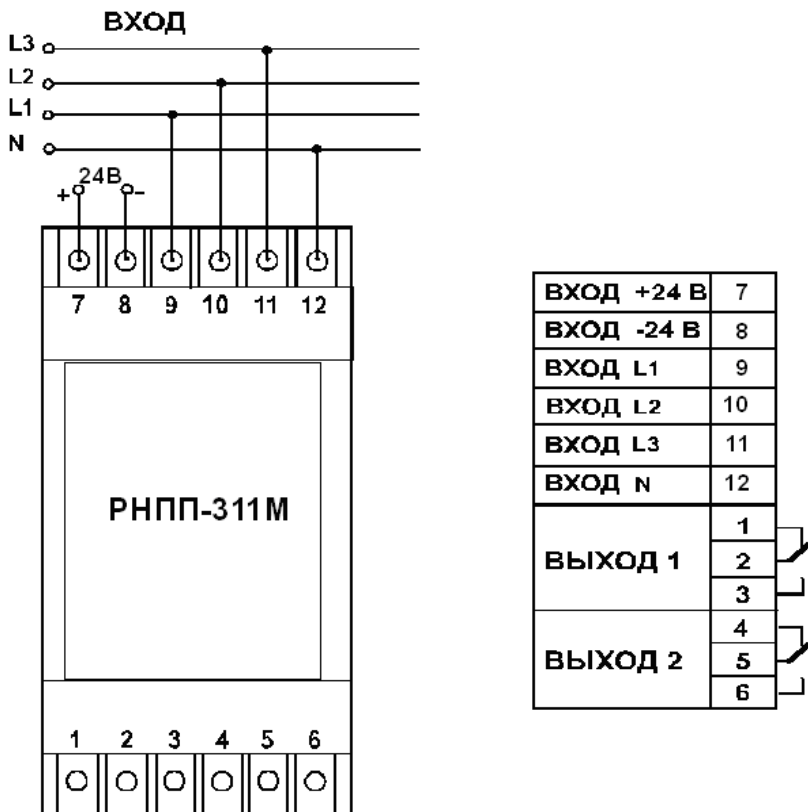 ВХОД
L3
L2
L1
N
+ 24В -
7 8 9 10 11 12
РНПП-311М
1 2 3 4 5 6
ВХОД +24 В 7
ВХОД -24 В 8
ВХОД L1 9
ВХОД L2 10
ВХОД L3 11
ВХОД N 12
ВЫХОД 1
1
2
3
ВЫХОД 2
4
5
6